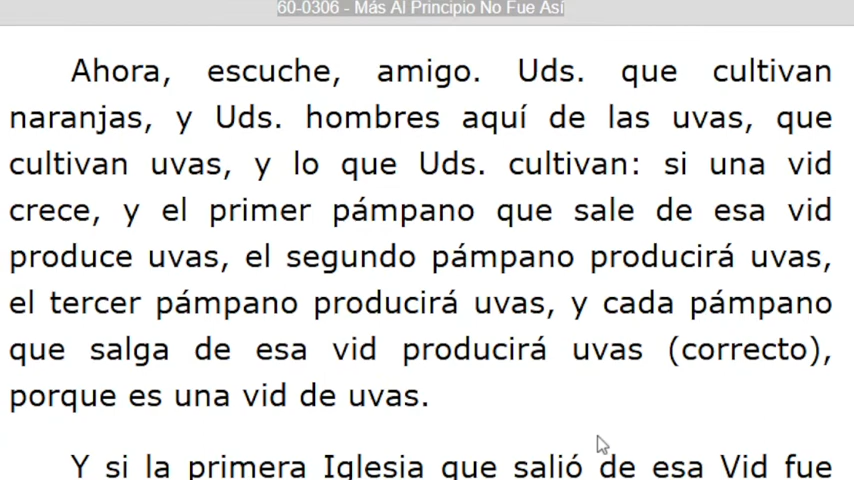 60-0306 - Más Al Principio No Fue Así
Ahora, escuche, amigo. Uds. que cultivan
naranjas, y Uds. hombres aquí de las uvas, que
cultivan uvas, y lo que Uds. cultivan: si una vid
crece, y el primer pámpano que sale de esa vid
produce uvas, el segundo pámpano producirá uvas,
el tercer pámpano producirá uvas, y cada pámpano
que salga de esa vid producirá uvas (correcto),
porque es una vid de uvas.
Y si la primera Iglesia que salió de esa Vid fue